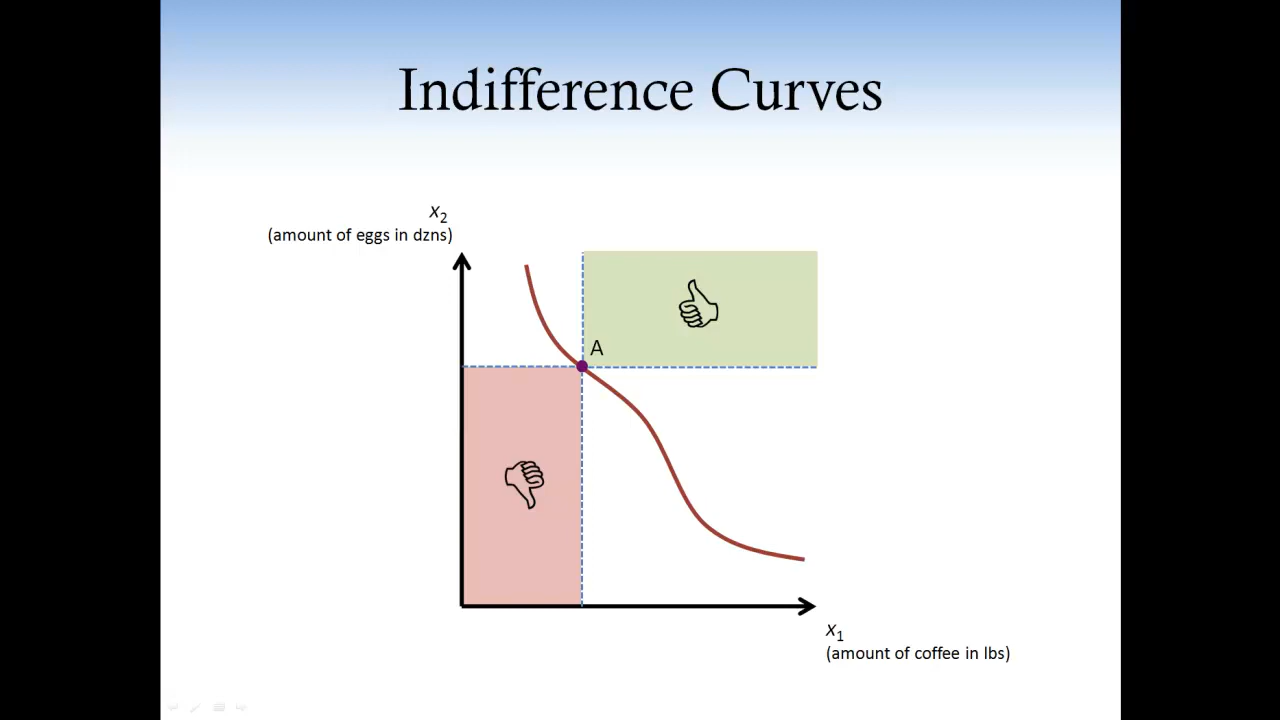 Indifference Curves
x₂
(amount of eggs in dzns)
A
x₁
(amount of coffee in lbs)